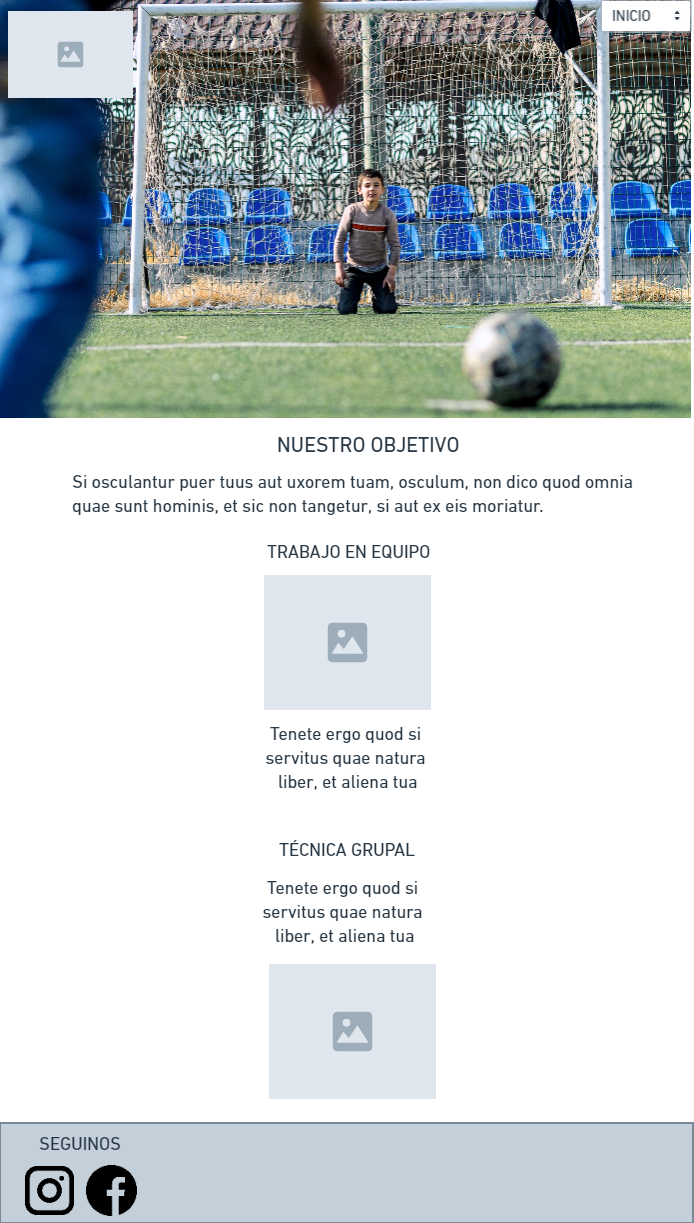 INICIO
NUESTRO OBJETIVO
Si osculantur puer tuus aut uxorem tuam, osculum, non dico quod omnia
quae sunt hominis, et sic non tangetur, si aut ex eis moriatur.
TRABAJO EN EQUIPO
Tenete ergo quod si
servitus quae natura
liber, et aliena tua
TÉCNICA GRUPAL
Tenete ergo quod si
servitus quae natura
liber, et aliena tua
SEGUINOS